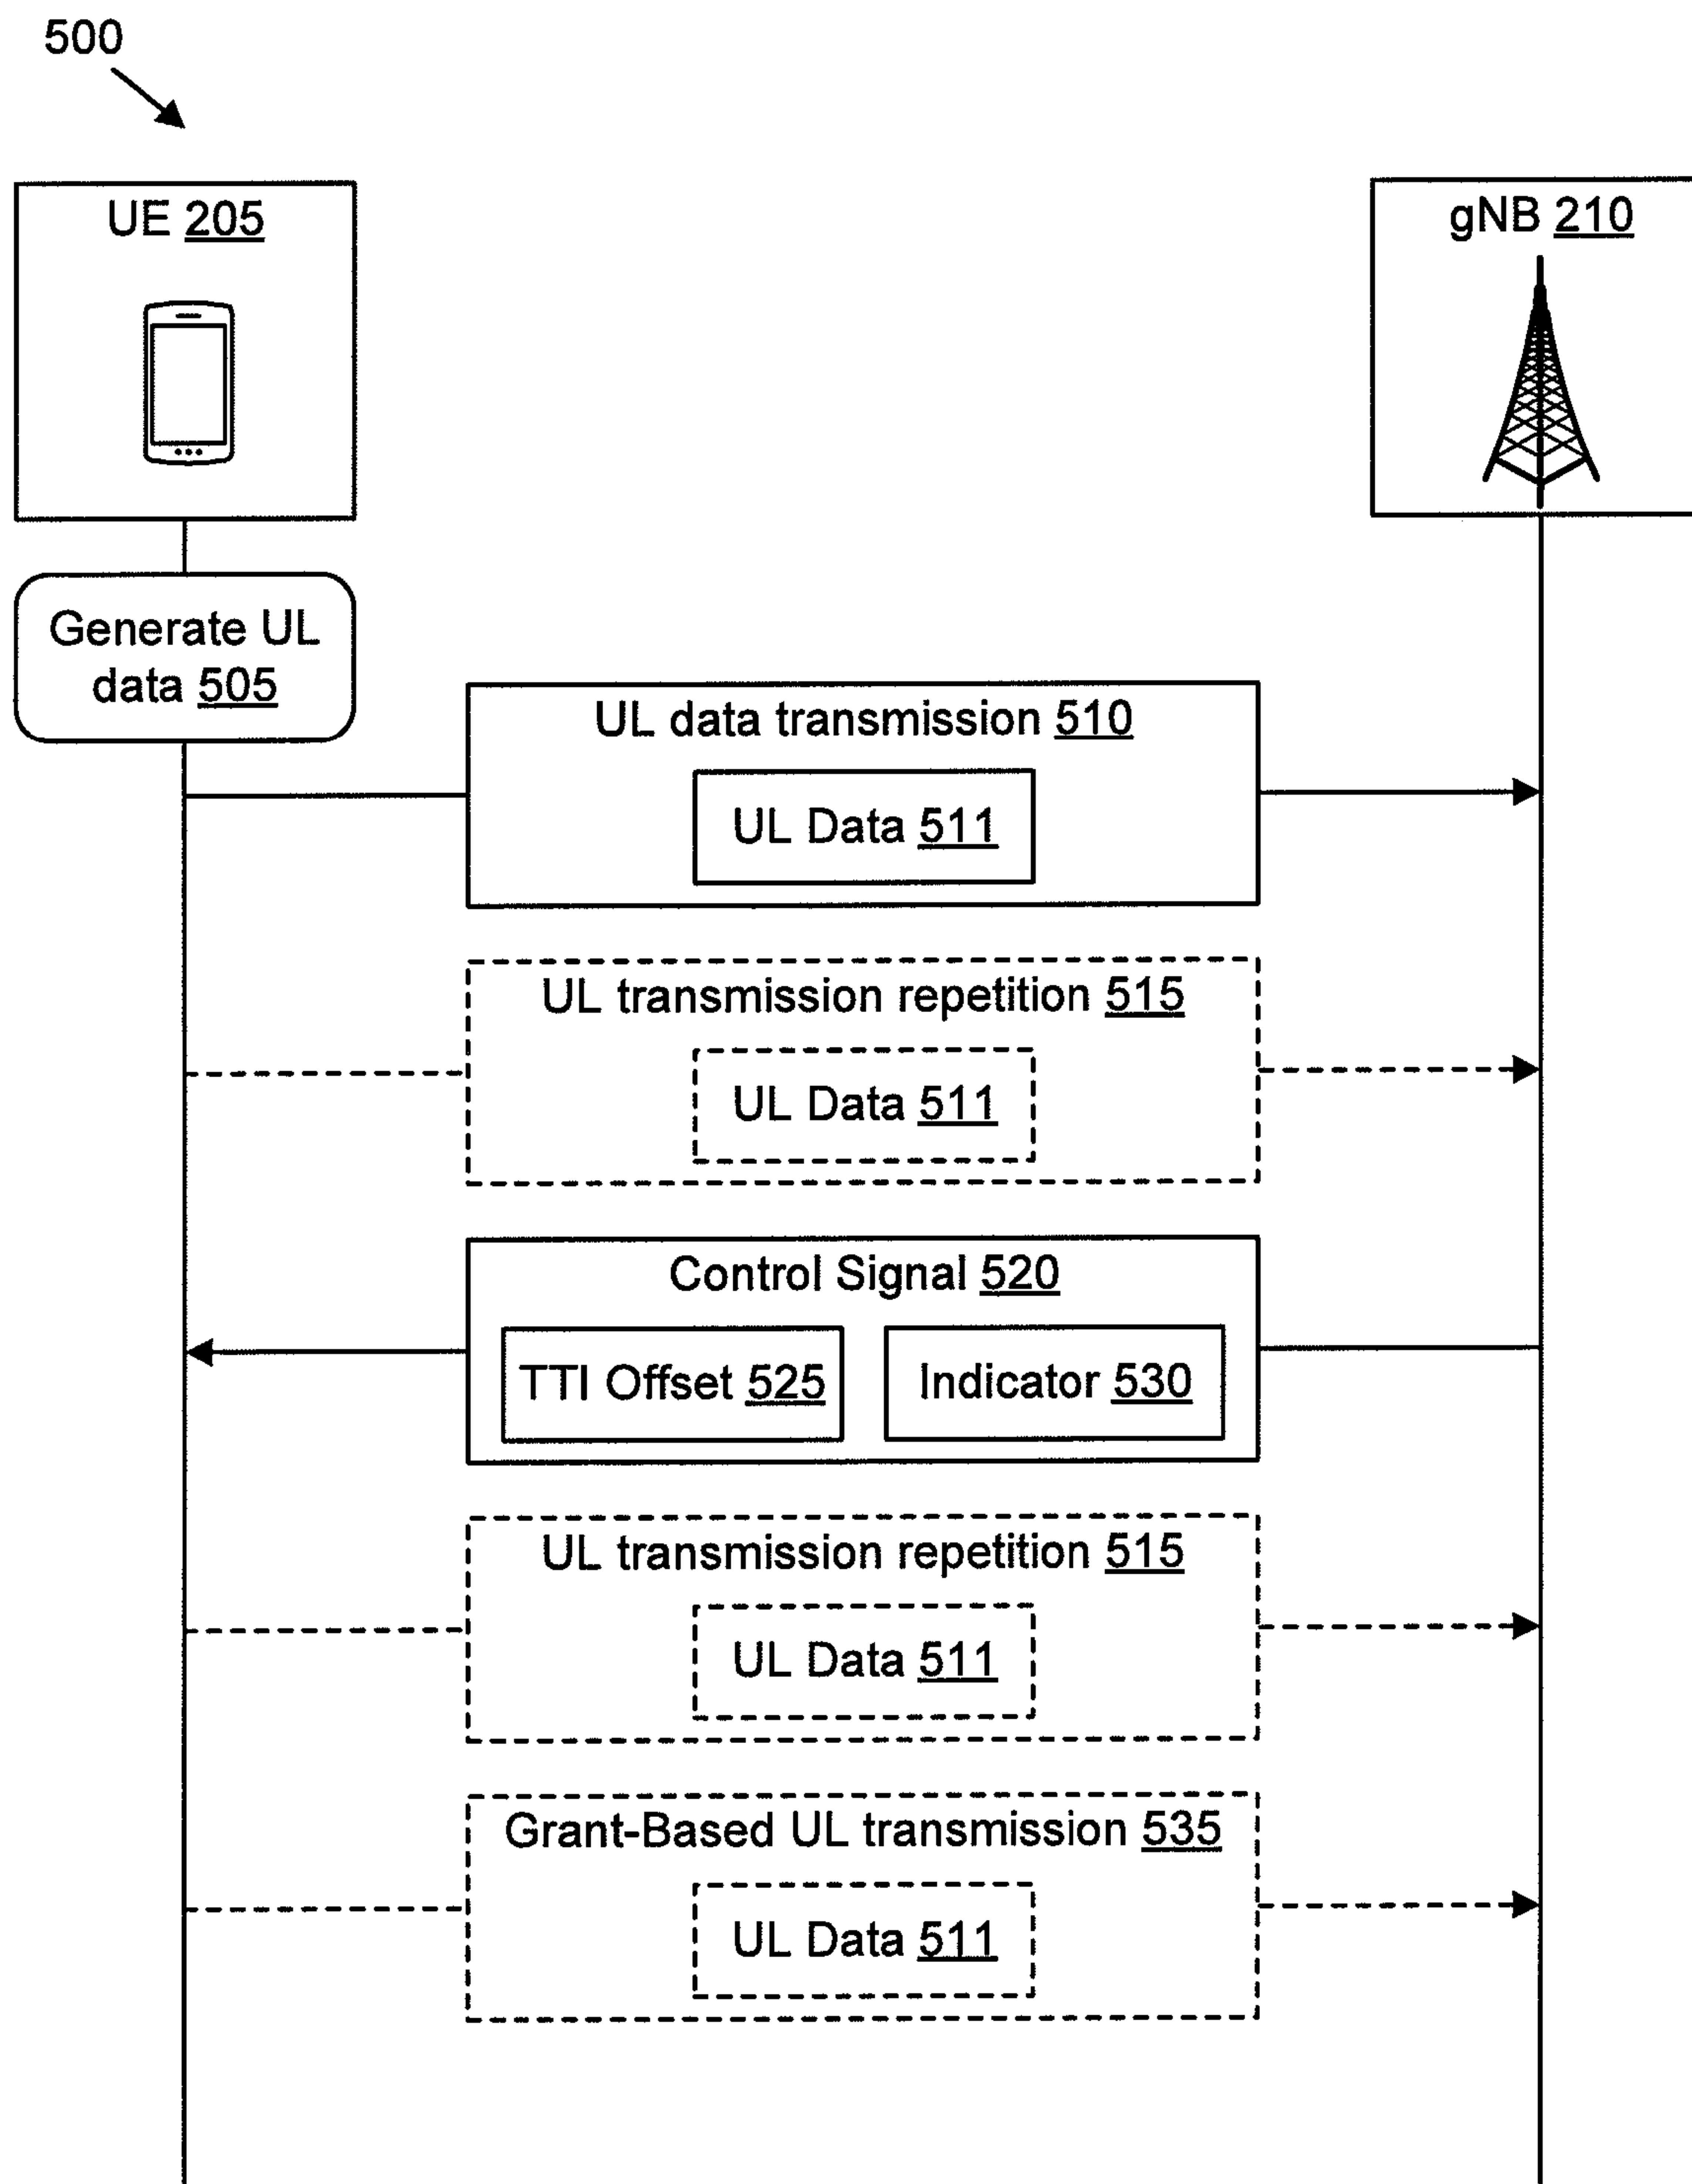 500
UE 205
gNB 210
Generate UL
data 505
UL data transmission 510
UL Data 511
UL transmission repetition 515
UL Data 511
Control Signal 520
TTI Offset 525
Indicator 530
UL transmission repetition 515
UL Data 511
Grant-Based UL transmission 535
UL Data 511